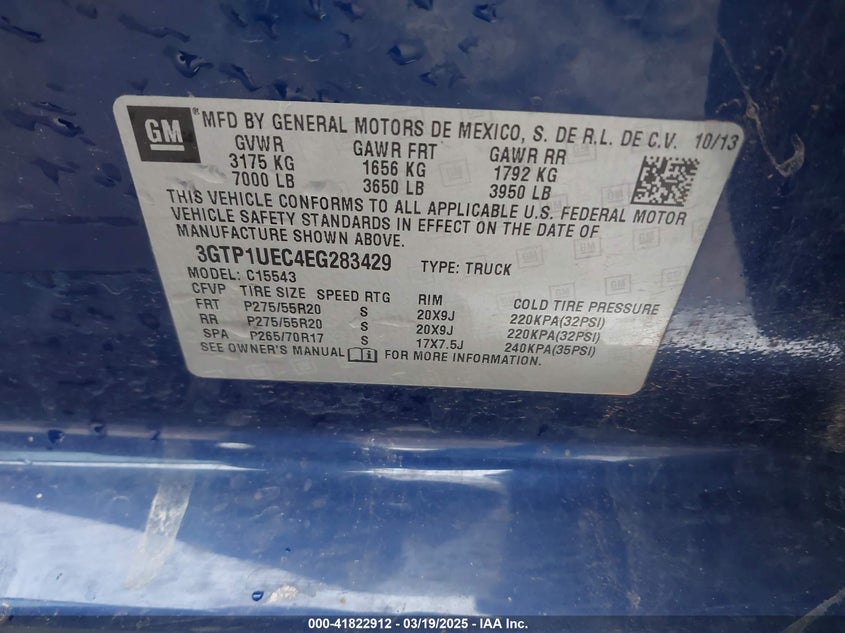 GM ® MFD BY GENERAL MOTORS DE MEXICO, S. DE R.L. DE C.V. 10/13
GVWR GAWR FRT GAWR RR
3175 KG 1656 KG 1792 KG
7000 LB 3650 LB 3950 LB
THIS VEHICLE CONFORMS TO ALL APPLICABLE U.S. FEDERAL MOTOR
VEHICLE SAFETY STANDARDS IN EFFECT ON THE DATE OF
MANUFACTURE SHOWN ABOVE.
3GTP1UEC4EG283429 TYPE: TRUCK
MODEL: C15543
CFVP TIRE SIZE SPEED RTG RIM COLD TIRE PRESSURE
FRT P275/55R20 S 20X9J 220KPA(32PSI)
RR P275/55R20 S 20X9J 220KPA(32PSI)
SPA P265/70R17 S 17X7.5J 240KPA(35PSI)
SEE OWNER'S MANUAL FOR MORE INFORMATION.
000-41822912 - 03/19/2025 - IAA Inc.